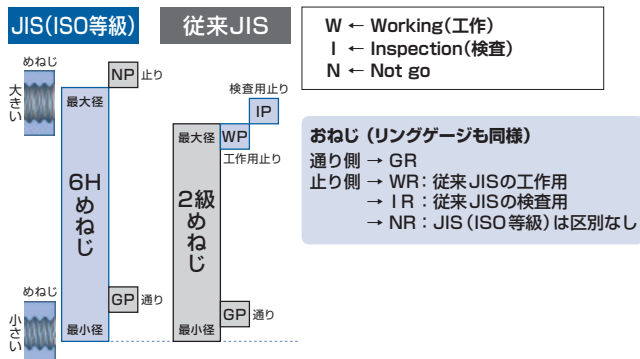 JIS(ISO等級)
従来JIS
めねじ
大きい
NP 止り
最大径
6Hめねじ
GP 通り
最小径
めねじ
小さい
検査用止り
IP
最大径
WP
工作用止り
2級めねじ
GP 通り
最小径
W ← Working(工作)
I ← Inspection(検査)
N ← Not go
おねじ（リングゲージも同様）
通り側 → GR
止り側 → WR：従来JISの工作用
→ IR：従来JISの検査用
→ NR：JIS(ISO等級)は区別なし